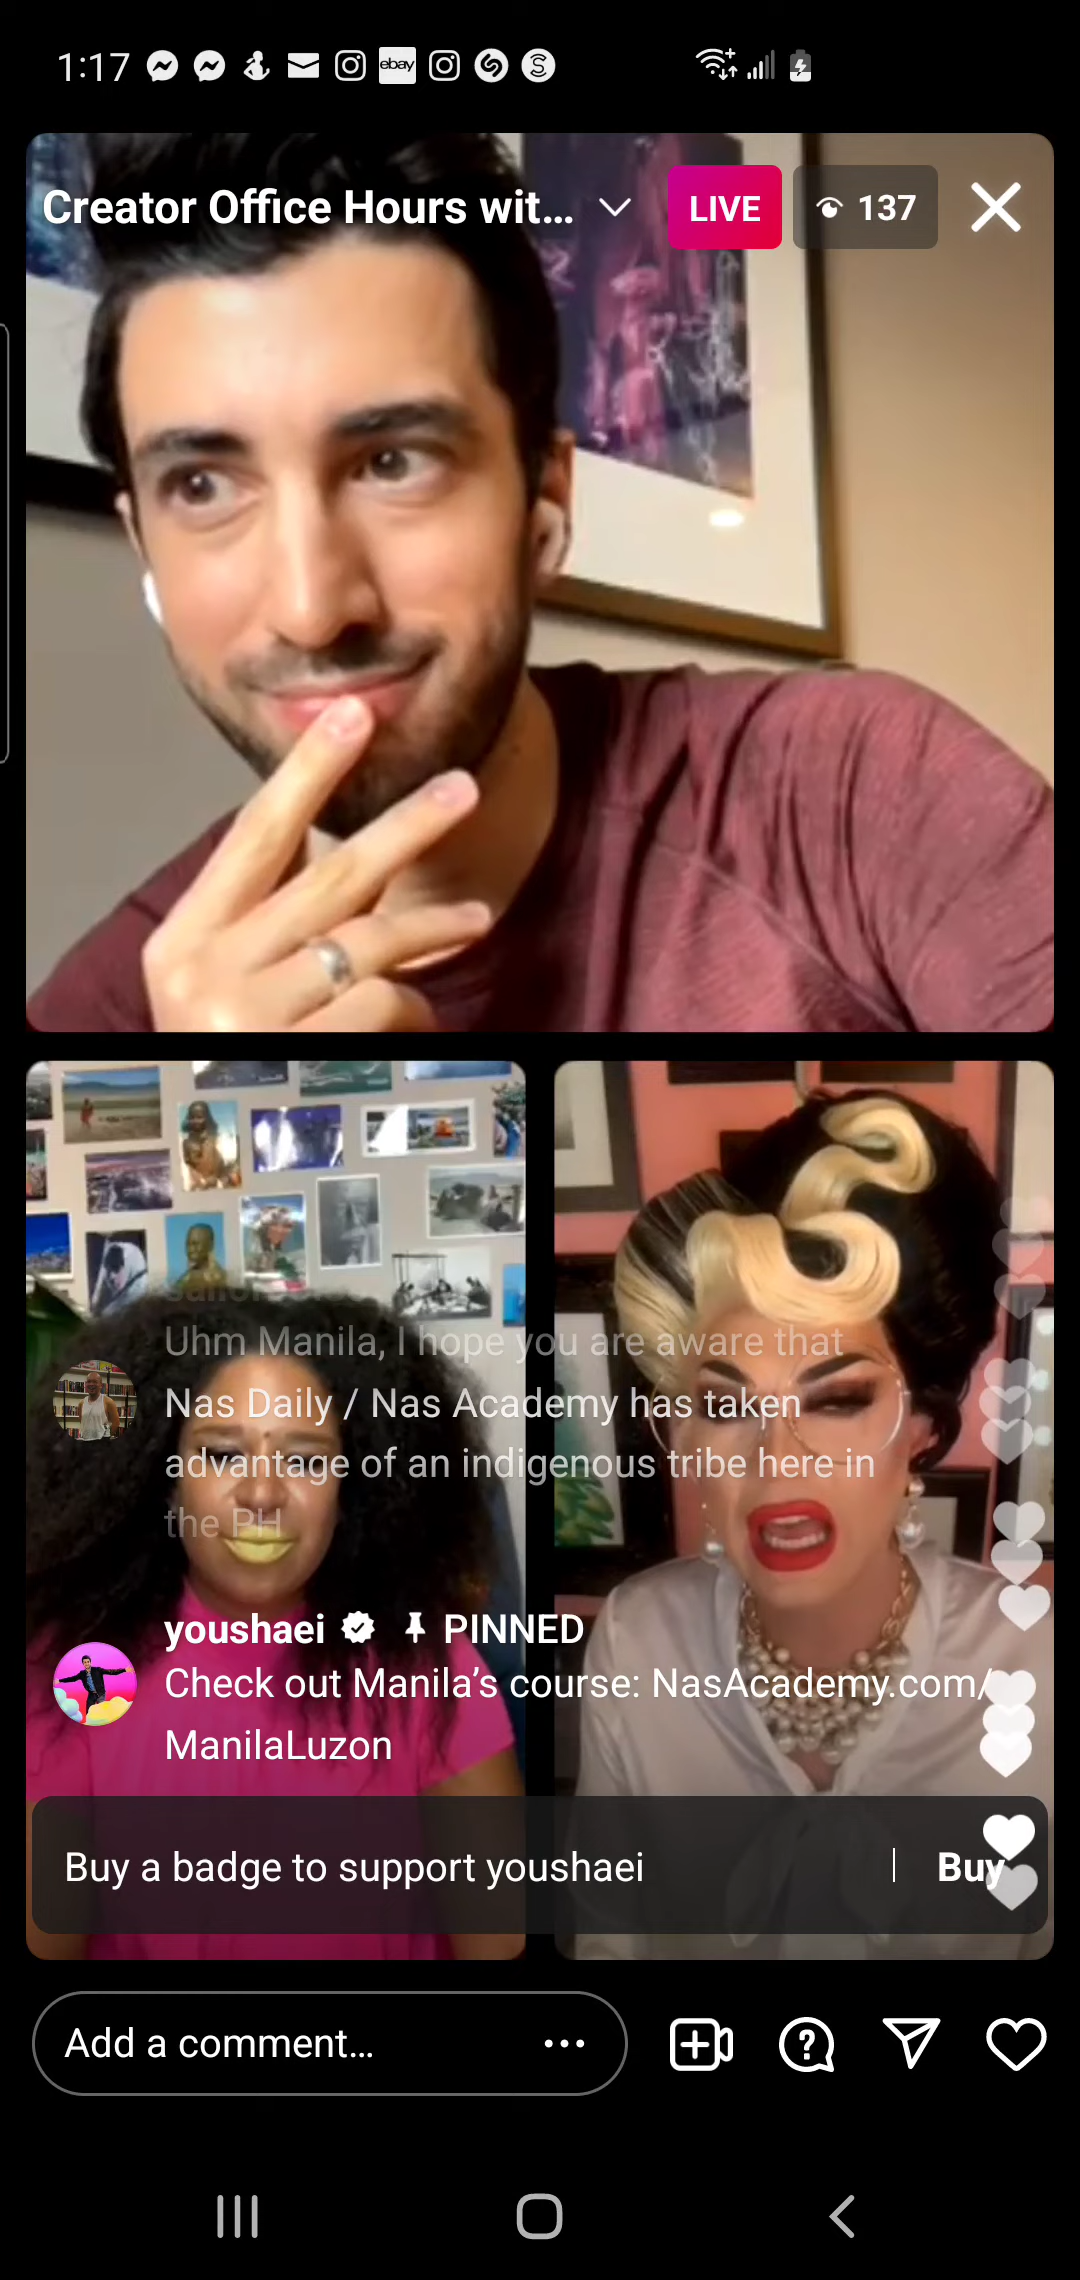 1:17
ebay
Creator Office Hours wit...
LIVE
137
Uhm Manila, I hope you are aware that
Nas Daily / Nas Academy has taken
advantage of an indigenous tribe here in
the PH
youshaei PINNED
Check out Manila’s course: NasAcademy.com/
ManilaLuzon
Buy a badge to support youshaei
Buy
Add a comment...